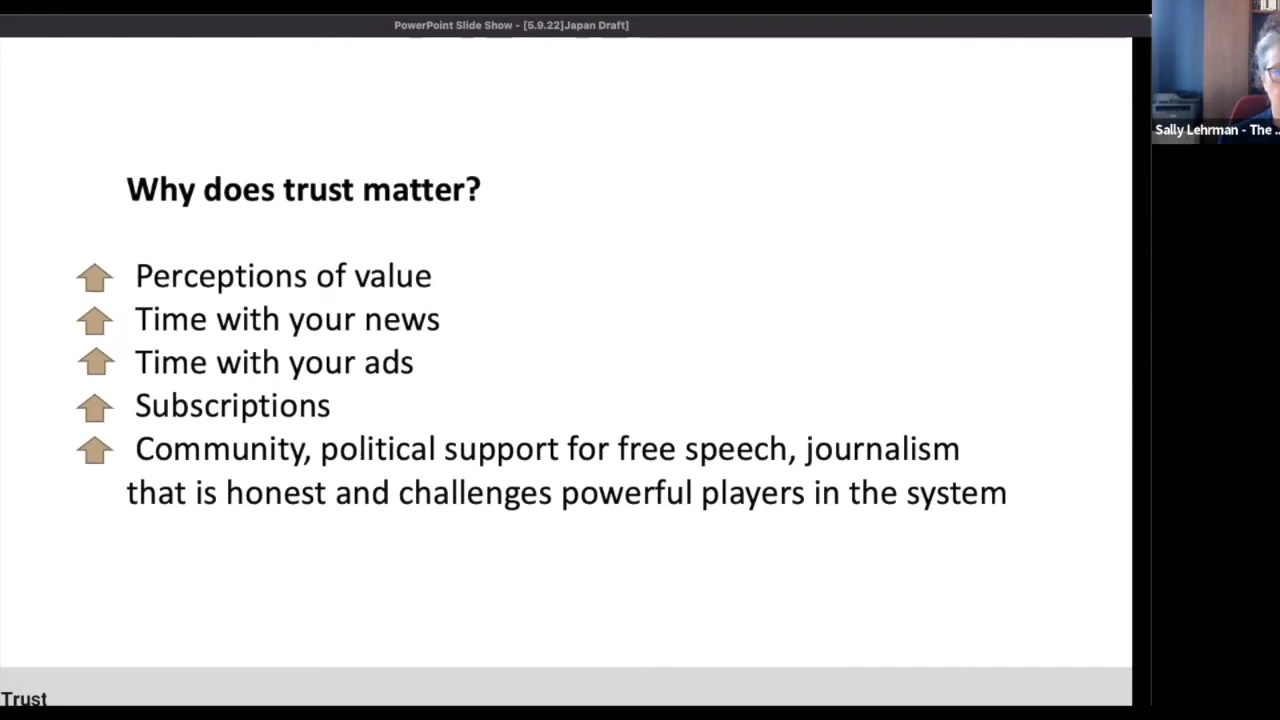 PowerPoint Slide Show - [5.9.22]Japan Draft]
Sally Lehrman - The ...
Why does trust matter?
Perceptions of value
Time with your news
Time with your ads
Subscriptions
Community, political support for free speech, journalism
that is honest and challenges powerful players in the system
Trust